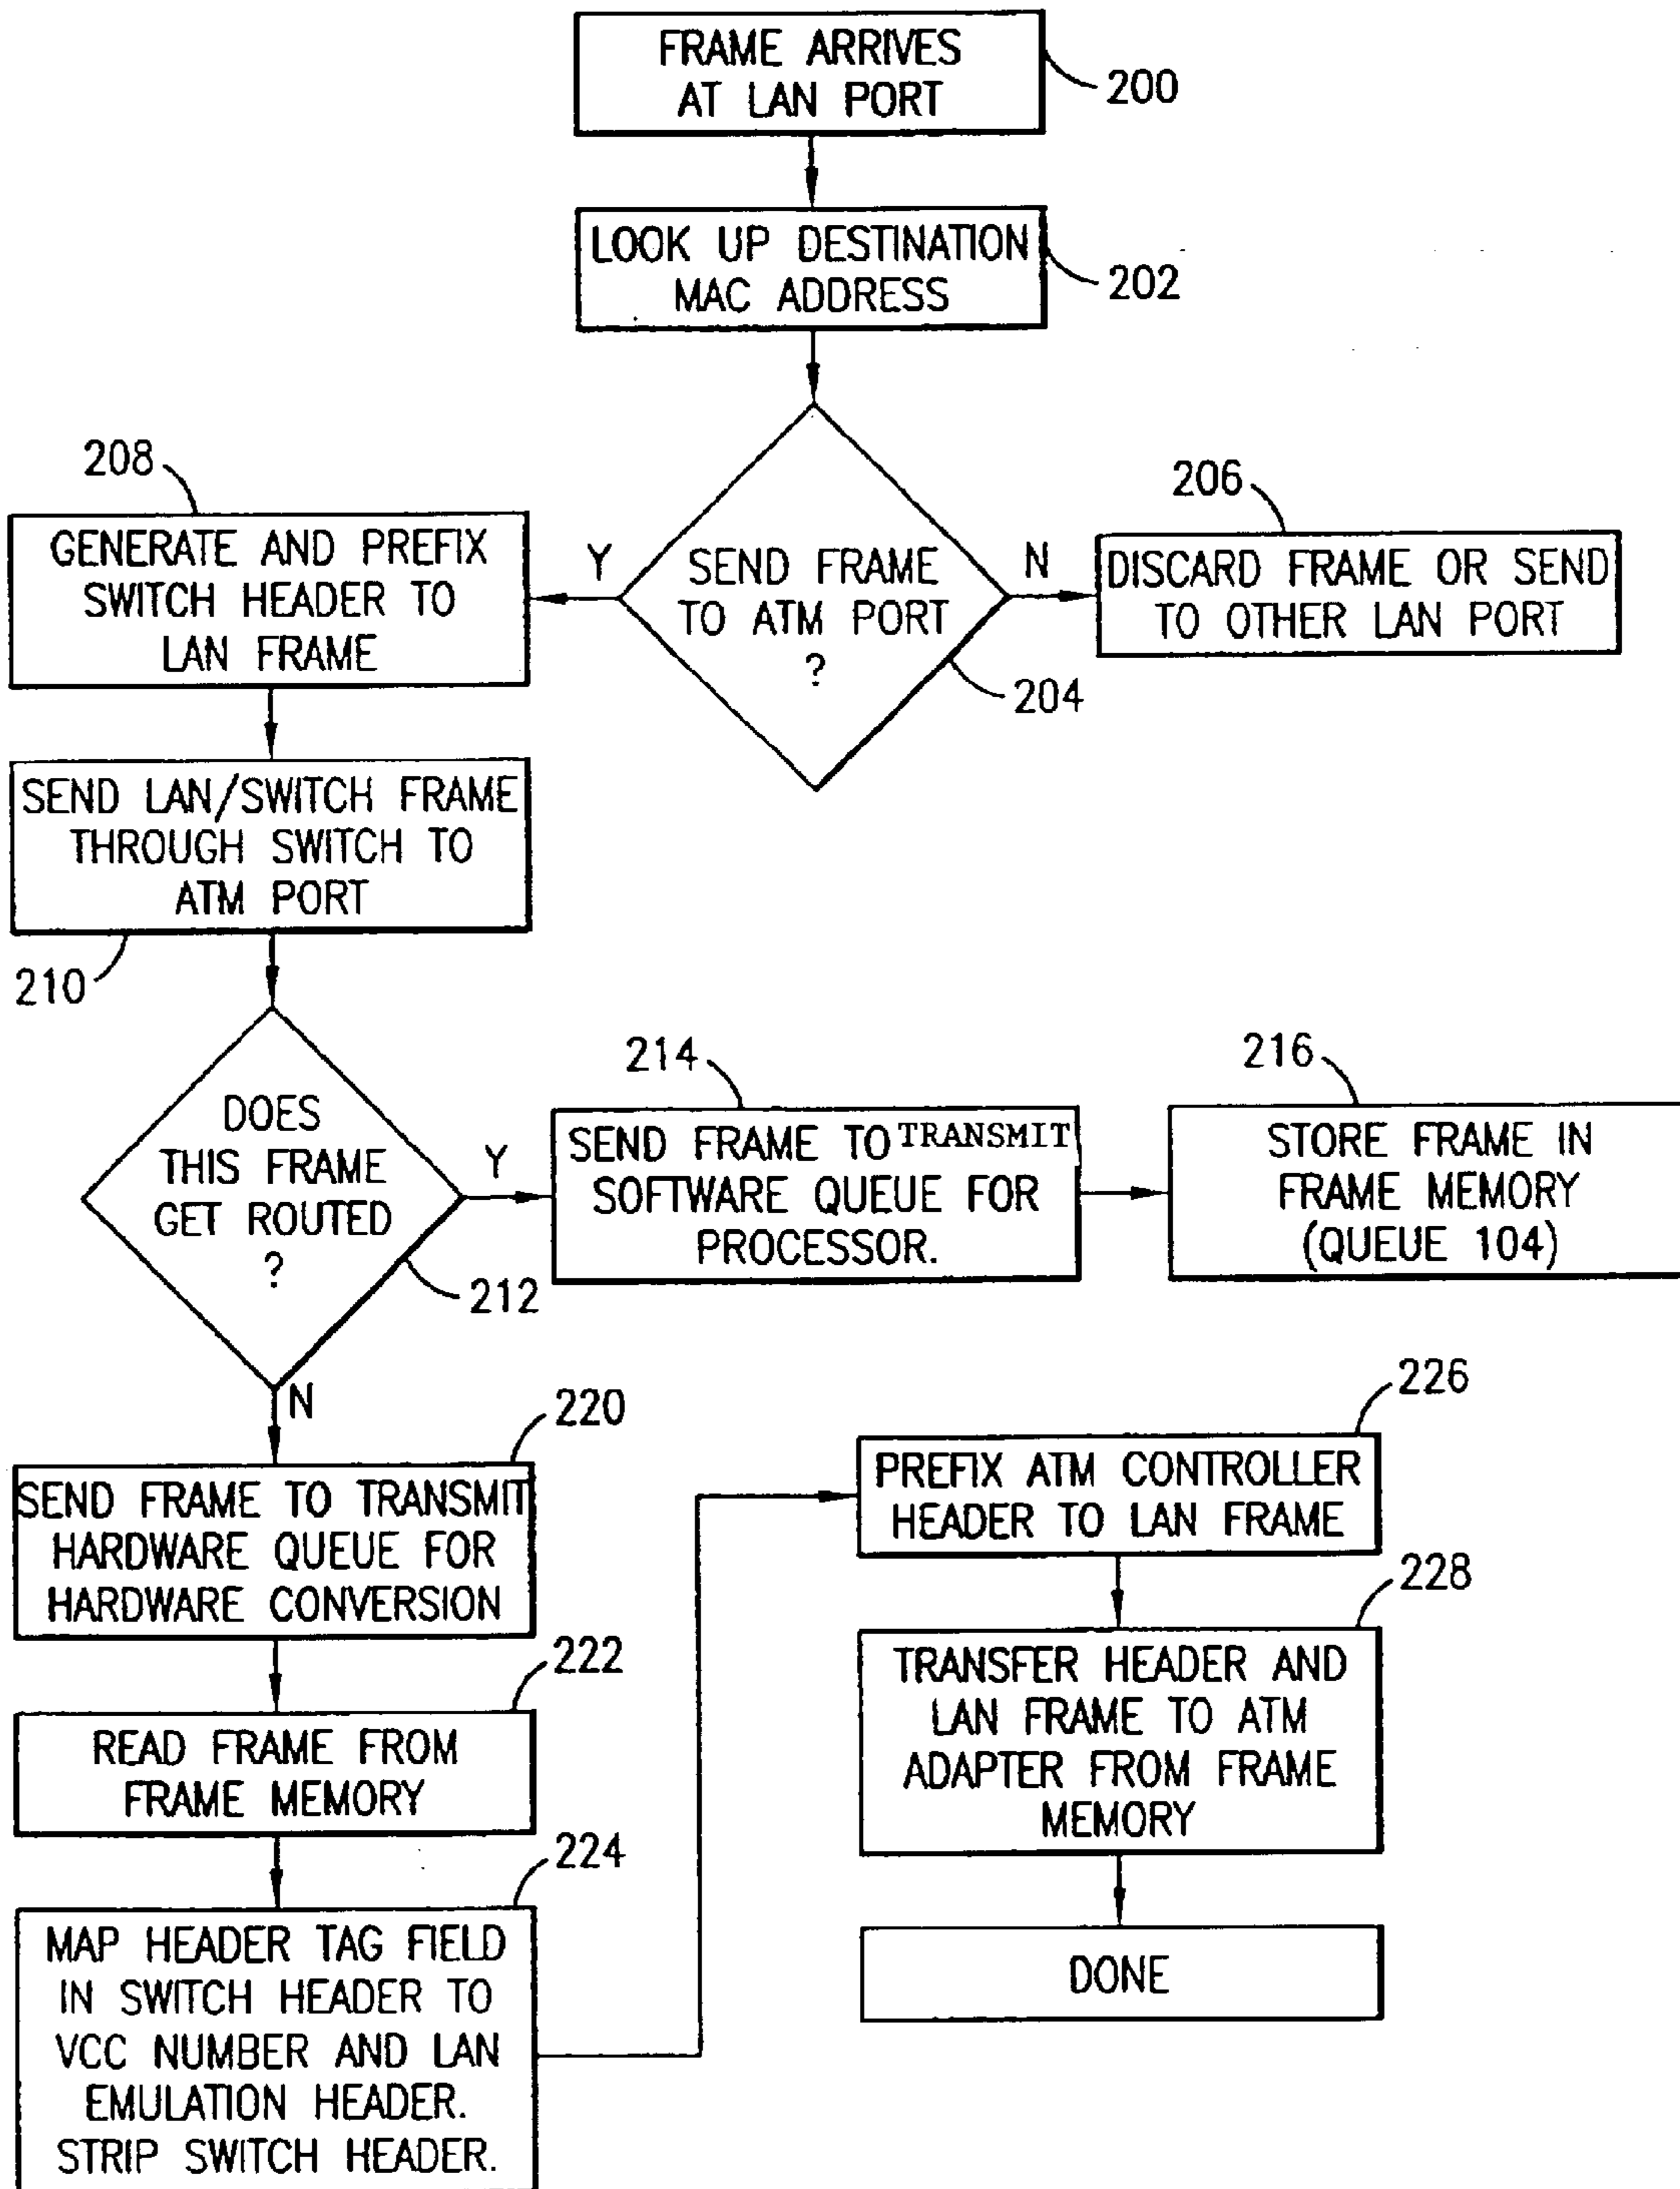 FRAME ARRIVES
AT LAN PORT
200
LOOK UP DESTINATION
MAC ADDRESS
202
SEND FRAME
TO ATM PORT
?
204
Y
N
206
DISCARD FRAME OR SEND
TO OTHER LAN PORT
208
GENERATE AND PREFIX
SWITCH HEADER TO
LAN FRAME
SEND LAN/SWITCH FRAME
THROUGH SWITCH TO
ATM PORT
210
DOES
THIS FRAME
GET ROUTED
?
212
Y
N
214
SEND FRAME TO TRANSMIT
SOFTWARE QUEUE FOR
PROCESSOR.
216
STORE FRAME IN
FRAME MEMORY
(QUEUE 104)
220
SEND FRAME TO TRANSMIT
HARDWARE QUEUE FOR
HARDWARE CONVERSION
222
READ FRAME FROM
FRAME MEMORY
224
MAP HEADER TAG FIELD
IN SWITCH HEADER TO
VCC NUMBER AND LAN
EMULATION HEADER.
STRIP SWITCH HEADER.
226
PREFIX ATM CONTROLLER
HEADER TO LAN FRAME
228
TRANSFER HEADER AND
LAN FRAME TO ATM
ADAPTER FROM FRAME
MEMORY
DONE